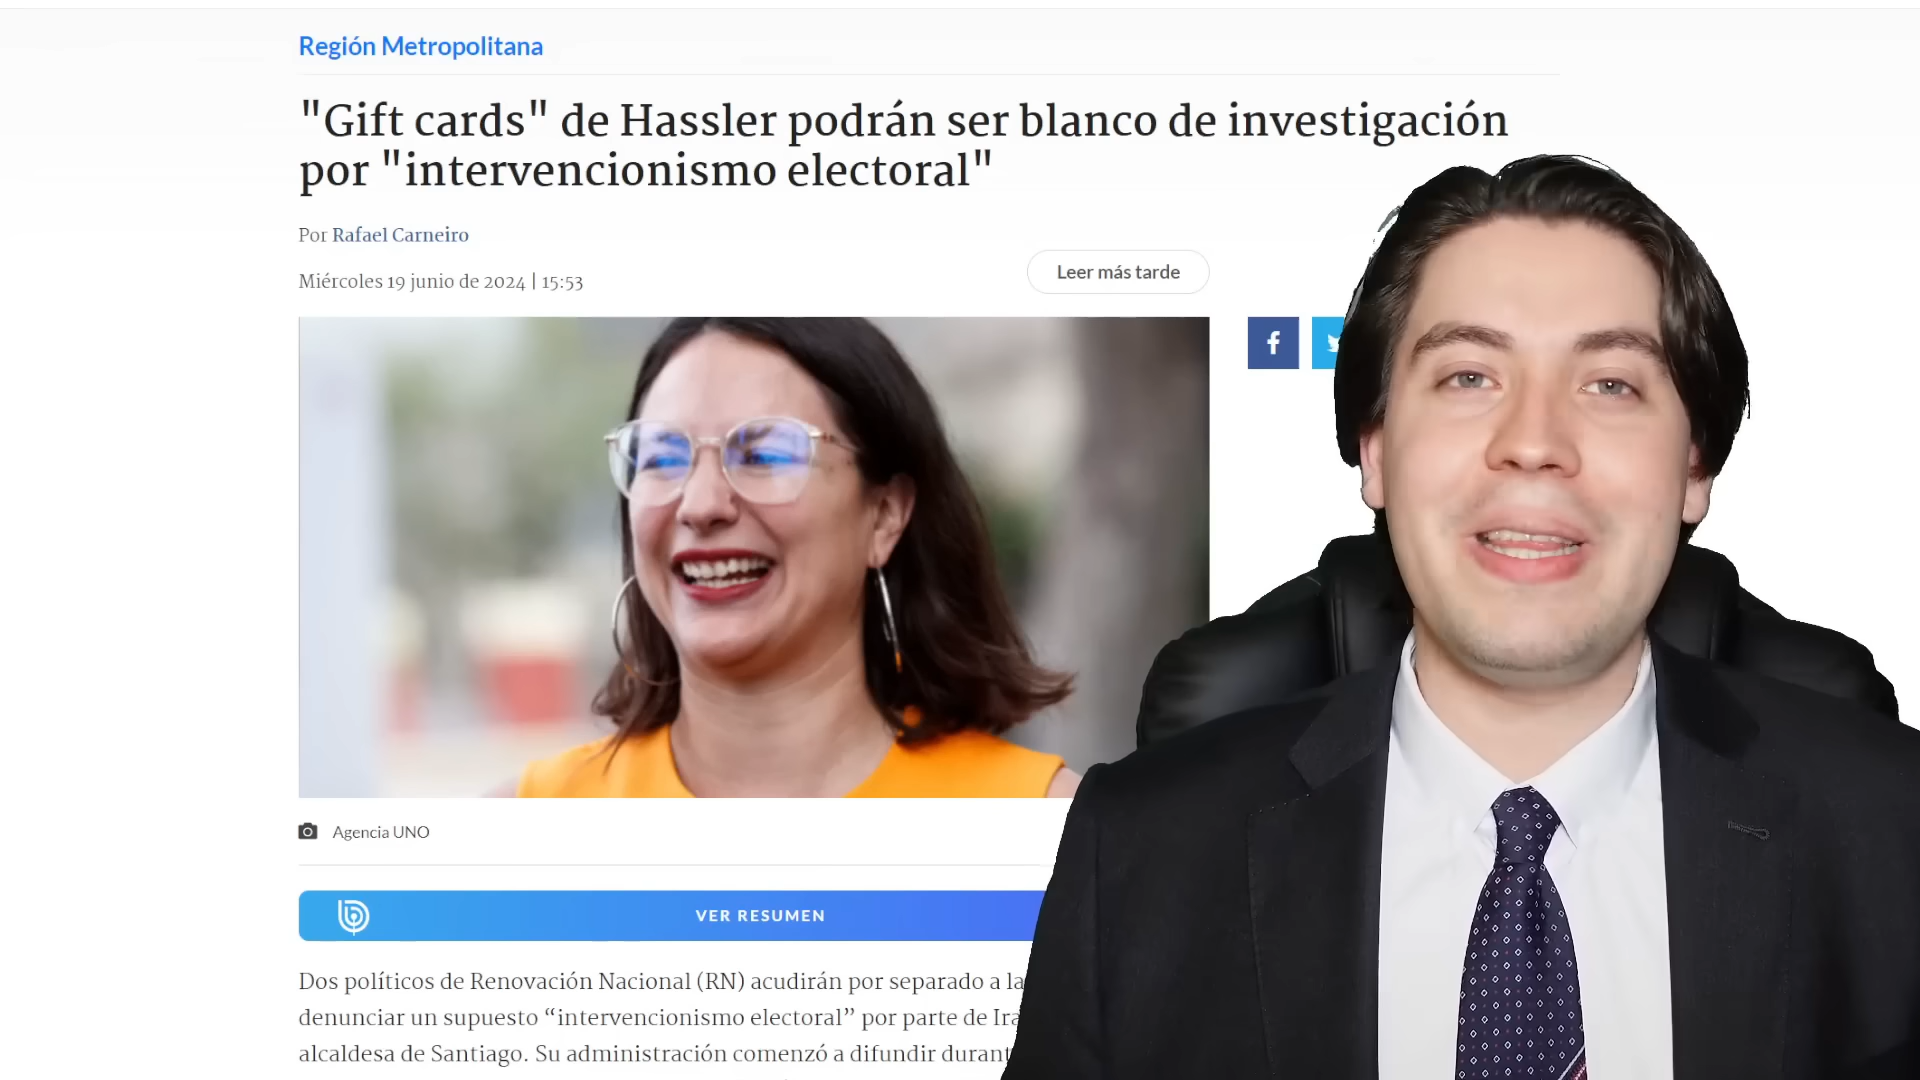 Región Metropolitana
"Gift cards" de Hassler podrán ser blanco de investigación
por "intervencionismo electoral"
Por Rafael Carneiro
Miércoles 19 junio de 2024 | 15:53
Leer más tarde
Agencia UNO
VER RESUMEN
Dos políticos de Renovación Nacional (RN) acudirán por separado a la
denunciar un supuesto “intervencionismo electoral” por parte de Ira
alcaldesa de Santiago. Su administración comenzó a difundir durant